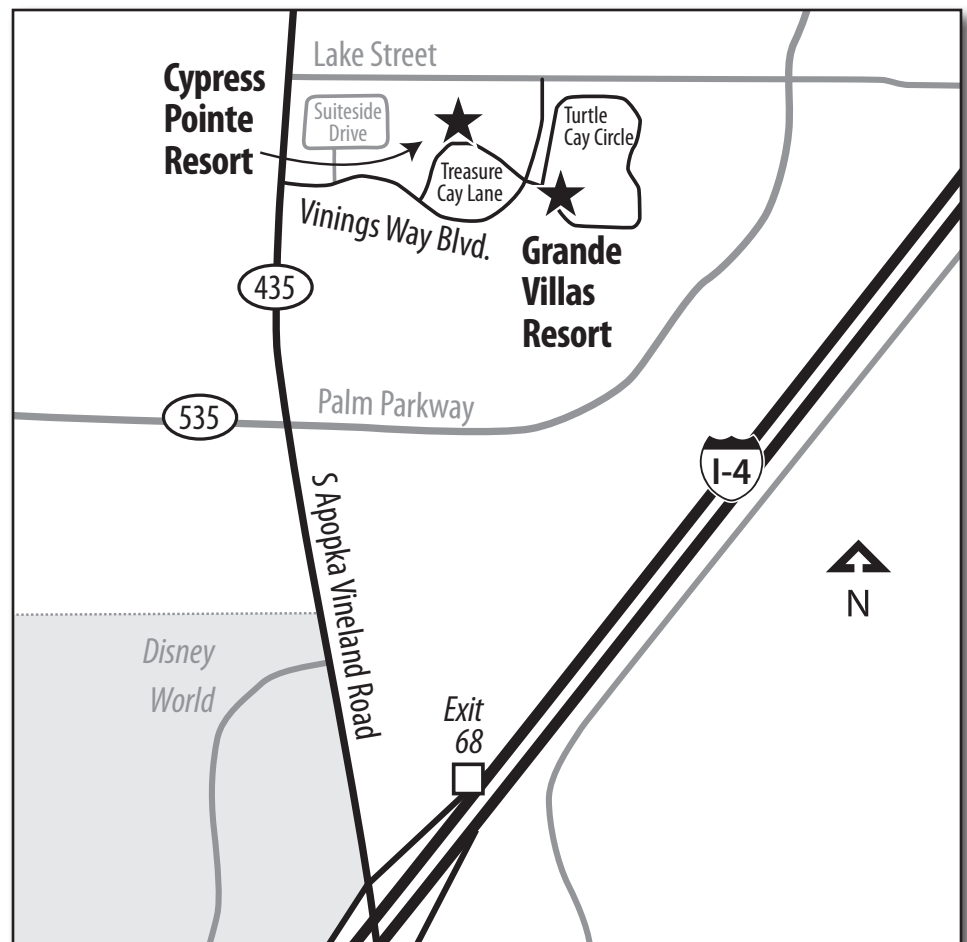 Lake Street
Cypress
Pointe
Resort
Suiteside
Drive
Turtle
Cay Circle
Treasure
Cay Lane
Vinings Way Blvd.
Grande
Villas
Resort
435
535
Palm Parkway
I-4
S Apopka Vineland Road
N
Disney
World
Exit
68